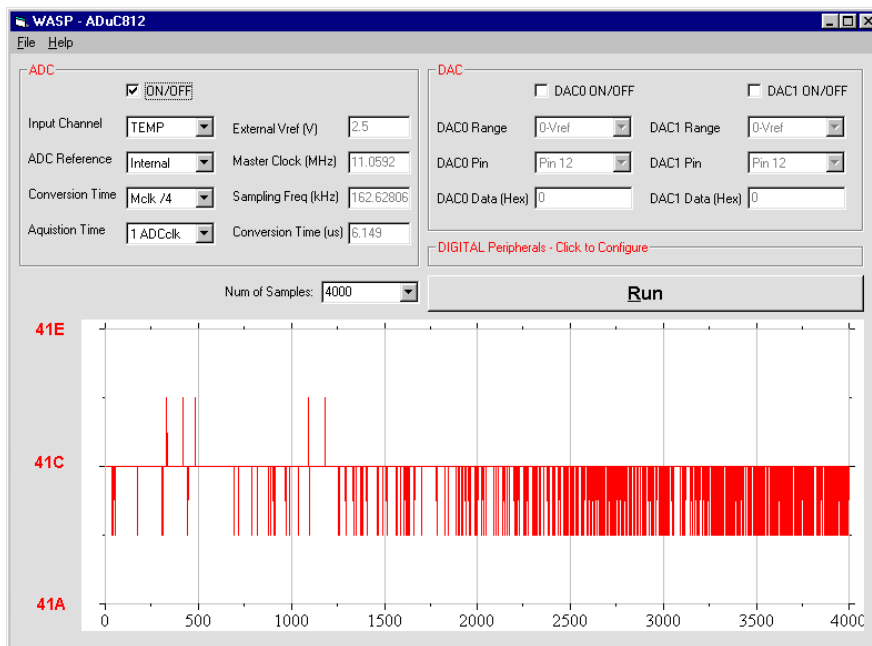 WASP - ADuC812
File Help
ADC
ON/OFF
Input Channel TEMP External Vref (V) 2.5
ADC Reference Internal Master Clock (MHz) 11.0592
Conversion Time Mclk /4 Sampling Freq (kHz) 162.62806
Aquistion Time 1 ADCclk Conversion Time (us) 6.149
DAC
DAC0 ON/OFF DAC1 ON/OFF
DAC0 Range 0-Vref DAC1 Range 0-Vref
DAC0 Pin Pin 12 DAC1 Pin Pin 12
DAC0 Data (Hex) 0 DAC1 Data (Hex) 0
DIGITAL Peripherals - Click to Configure
Num of Samples: 4000 Run
41E
41C
41A
0 500 1000 1500 2000 2500 3000 3500 4000